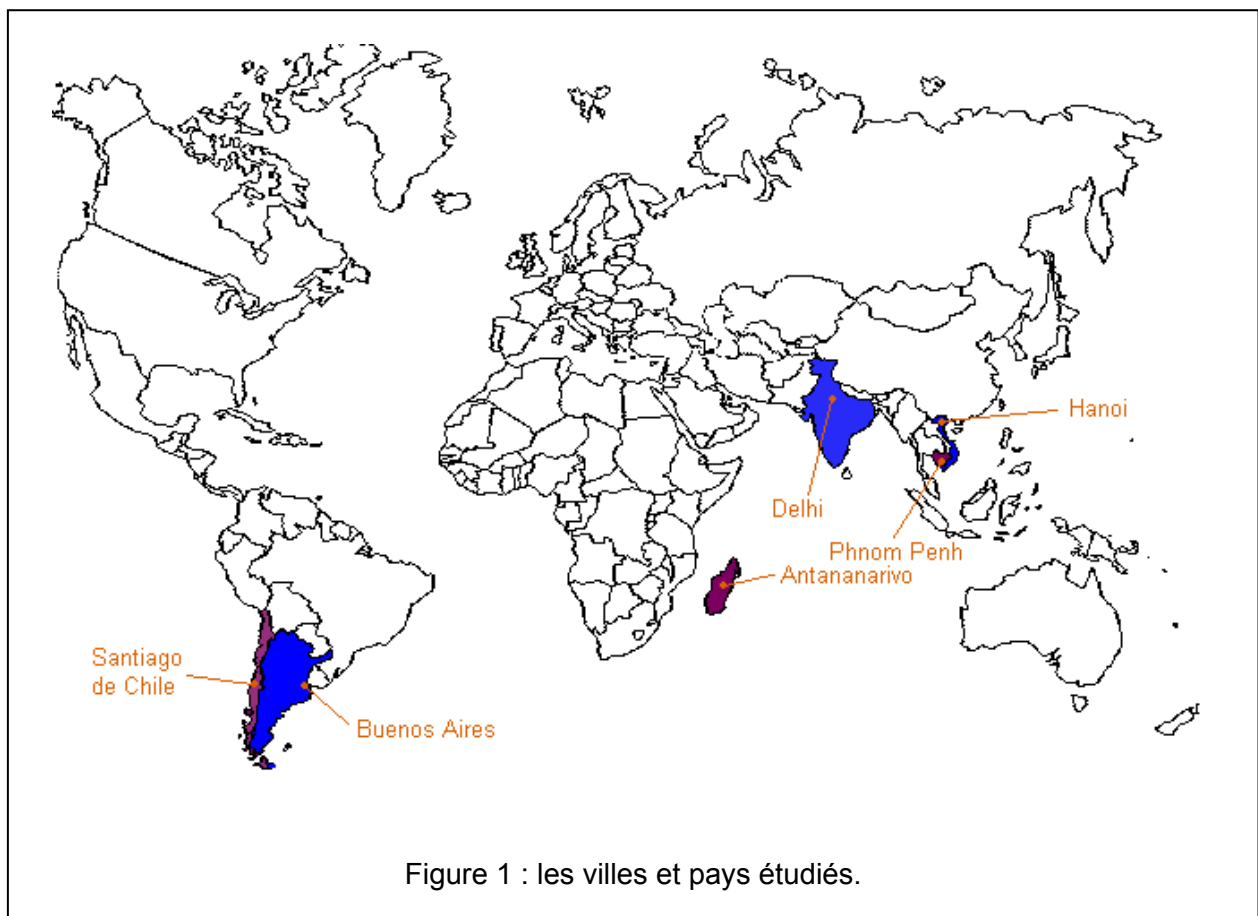 Hanoi
Delhi
Phnom Penh
Antananarivo
Santiago
de Chile
Buenos Aires
Figure 1 : les villes et pays étudiés.